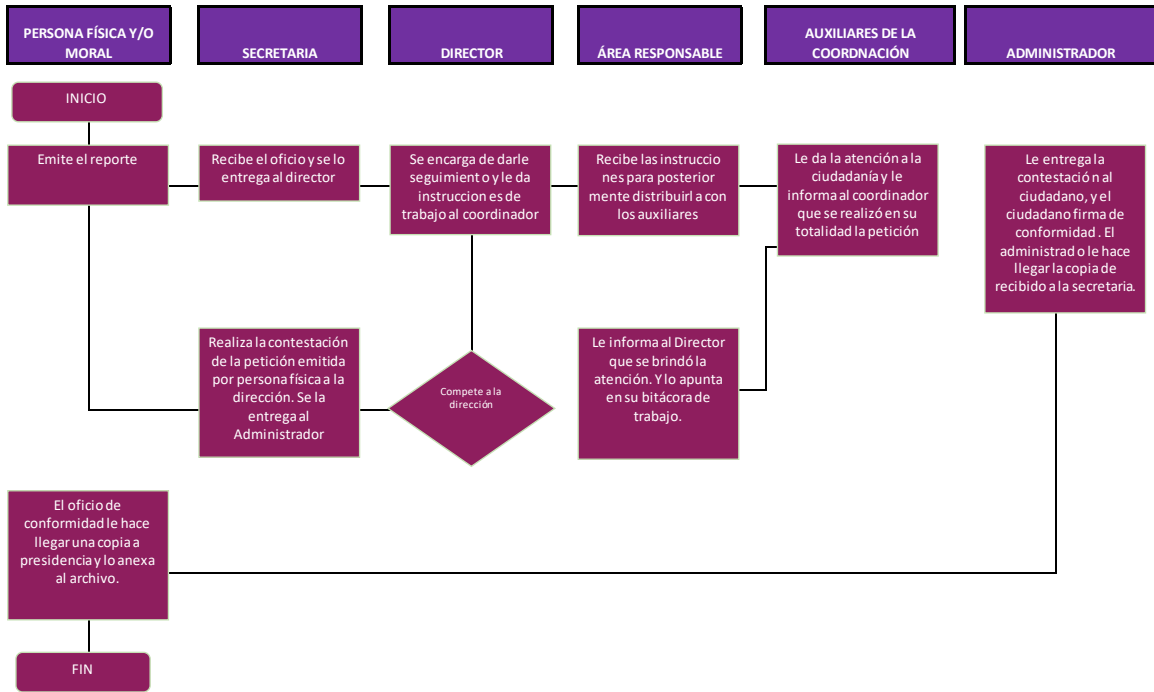 PERSONA FÍSICA Y/O
MORAL
SECRETARIA
DIRECTOR
ÁREA RESPONSABLE
AUXILIARES DE LA
COORDNACIÓN
ADMINISTRADOR
INICIO
Emite el reporte
Recibe el oficio y se lo
entrega al director
Se encarga de darle
seguimient o y le da
instruccion es de
trabajo al coordinador
Recibe las instruccio
nes para posterior
mente distribuirl a con
los auxiliares
Le da la atención a la
ciudadanía y le
informa al coordinador
que se realizó en su
totalidad la petición
Le entrega la
contestació n al
ciudadano, y el
ciudadano firma de
conformidad . El
administrad o le hace
llegar la copia de
recibido a la secretaria.
Realiza la contestación
de la petición emitida
por persona física a la
dirección. Se la
entrega al
Administrador
Compete a la
dirección
Le informa al Director
que se brindó la
atención. Y lo apunta
en su bitácora de
trabajo.
El oficio de
conformidad le hace
llegar una copia a
presidencia y lo anexa
al archivo.
FIN